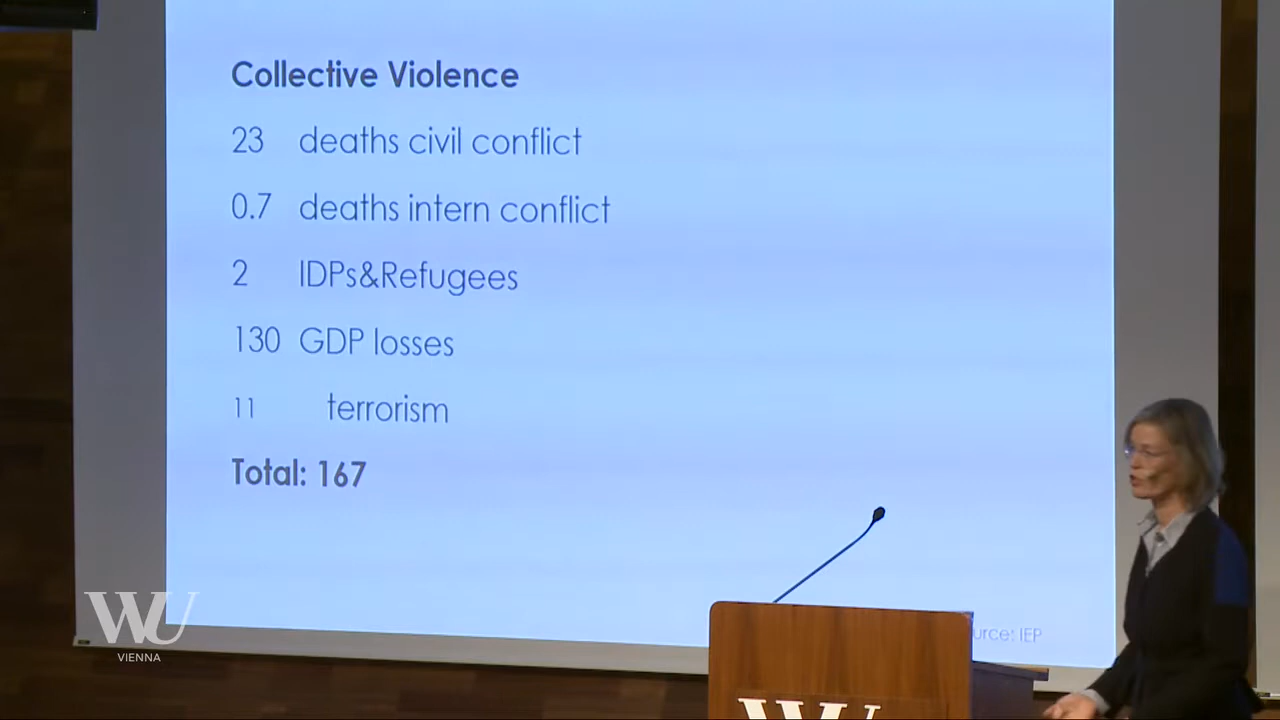 Collective Violence
23 deaths civil conflict
0.7 deaths intern conflict
2 IDPs&Refugees
130 GDP losses
11 terrorism
Total: 167
IEP
WU
VIENNA
WU